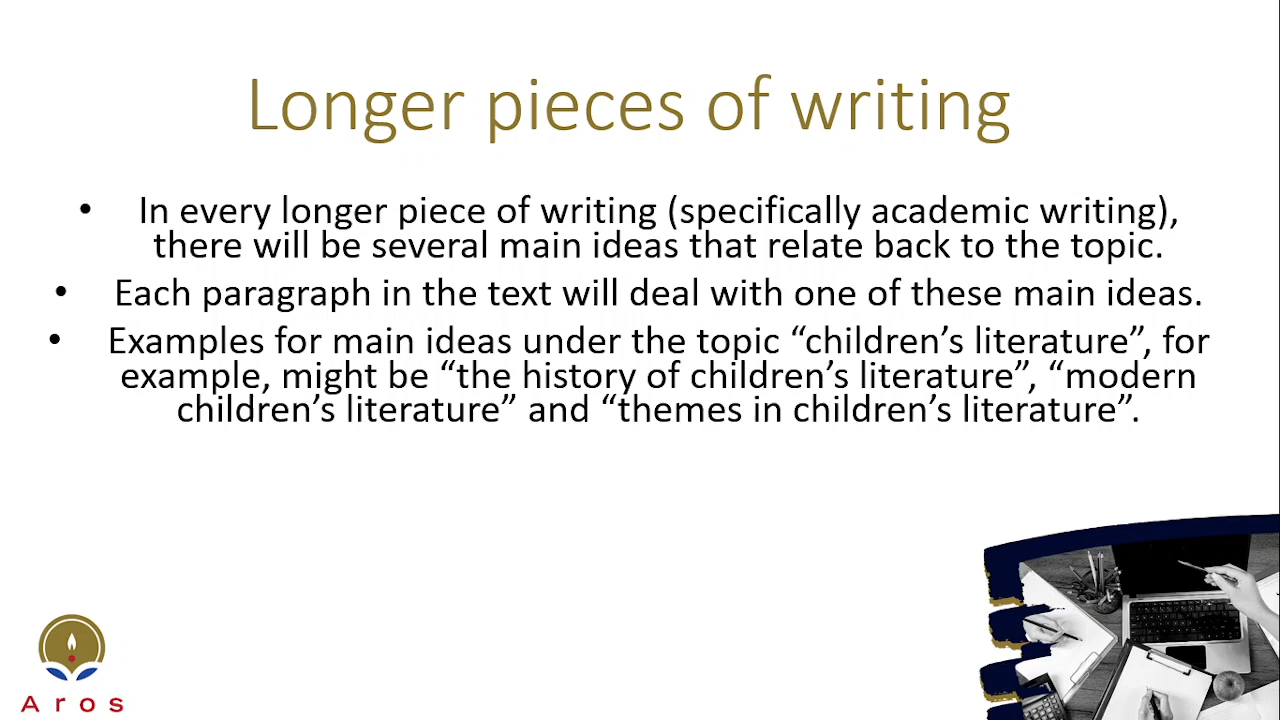 Longer pieces of writing
• In every longer piece of writing (specifically academic writing),
there will be several main ideas that relate back to the topic.
• Each paragraph in the text will deal with one of these main ideas.
• Examples for main ideas under the topic “children’s literature”, for
example, might be “the history of children’s literature”, “modern
children’s literature” and “themes in children’s literature”.
Aros